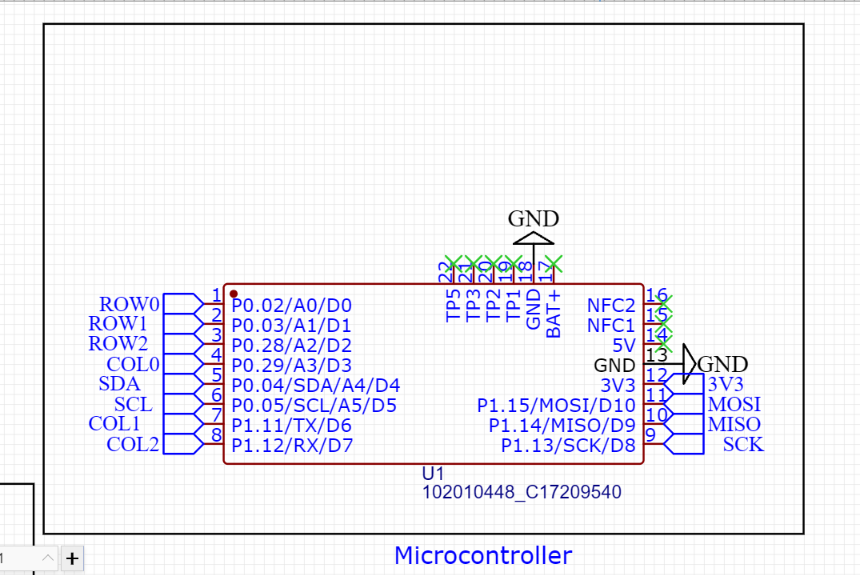 GND
22 21 20 19 18 17
TP5 TP3 TP2 TP1 GND BAT+
ROW0 1 P0.02/A0/D0 NFC2 16
ROW1 2 P0.03/A1/D1 NFC1 15
ROW2 3 P0.28/A2/D2 5V 14
COL0 4 P0.29/A3/D3 GND 13 GND
SDA 5 P0.04/SDA/A4/D4 3V3 12 3V3
SCL 6 P0.05/SCL/A5/D5 P1.15/MOSI/D10 11 MOSI
COL1 7 P1.11/TX/D6 P1.14/MISO/D9 10 MISO
COL2 8 P1.12/RX/D7 P1.13/SCK/D8 9 SCK
U1
102010448_C17209540
Microcontroller